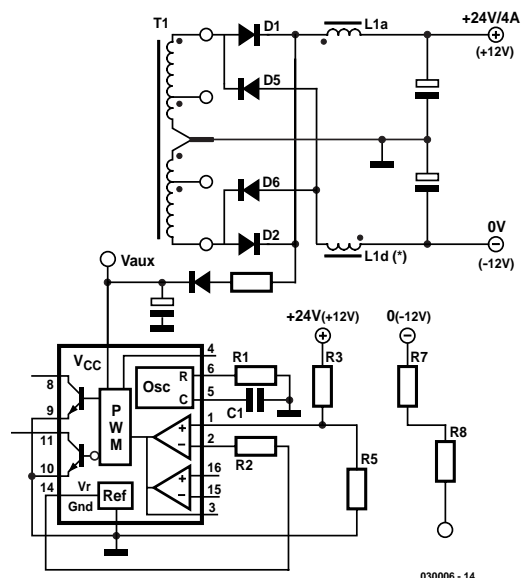 T1
D1
L1a
+24V/4A
+
(+12V)
D5
D6
D2
L1d (*)
0V
−
(-12V)
Vaux
+24V(+12V)
+
0(-12V)
−
VCC
4
R1
R3
R7
8
Osc
R
6
C
5
C1
9
P
W
M
+
1
11
−
2
R2
R5
R8
10
14
Vr
Ref
Gnd
+
16
−
15
3
030006 - 14